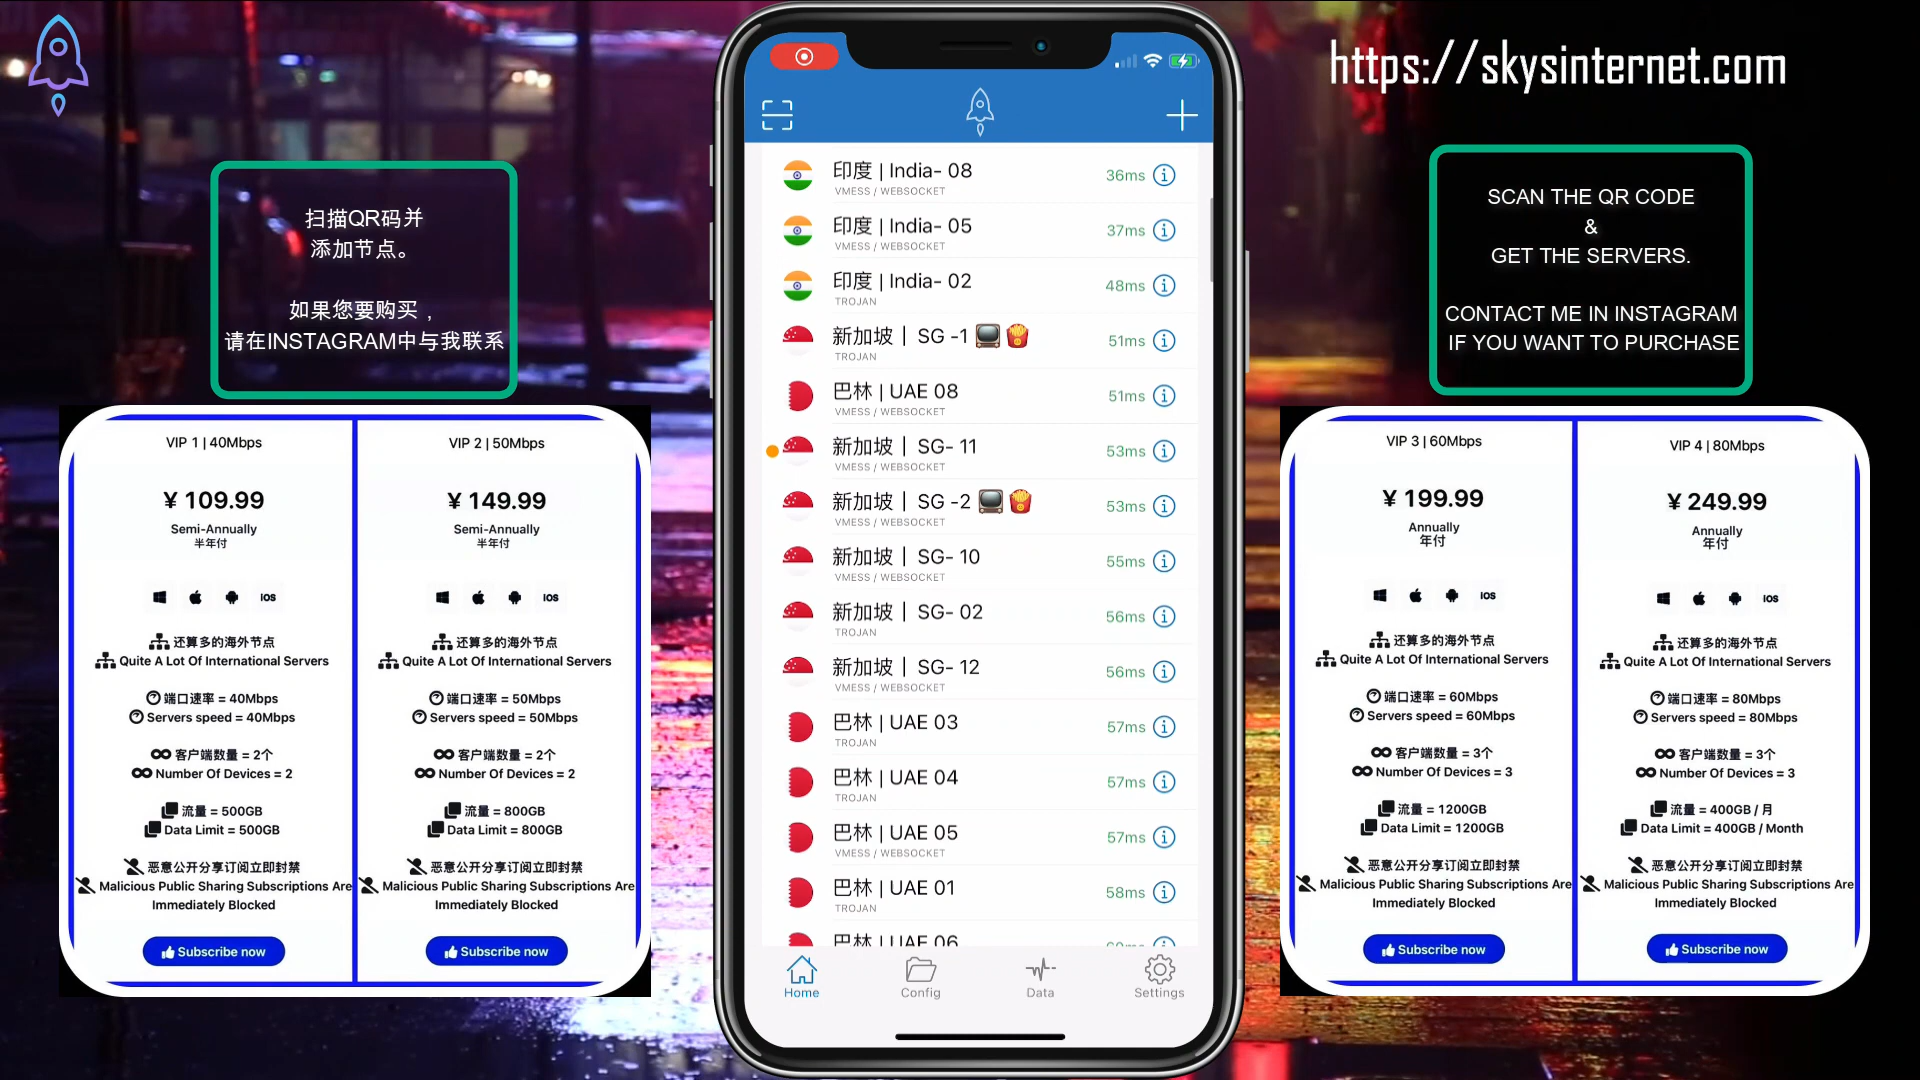 https://skysinternet.com
扫描QR码并
添加节点。
如果您要购买，
请在INSTAGRAM中与我联系
SCAN THE QR CODE
&
GET THE SERVERS.
CONTACT ME IN INSTAGRAM
IF YOU WANT TO PURCHASE
VIP 1 | 40Mbps
¥ 109.99
Semi-Annually
半年付
iOS
还算多的海外节点
Quite A Lot Of International Servers
端口速率 = 40Mbps
Servers speed = 40Mbps
客户端数量 = 2个
Number Of Devices = 2
流量 = 500GB
Data Limit = 500GB
恶意公开分享订阅立即封禁
Malicious Public Sharing Subscriptions Are
Immediately Blocked
Subscribe now
VIP 2 | 50Mbps
¥ 149.99
Semi-Annually
半年付
iOS
还算多的海外节点
Quite A Lot Of International Servers
端口速率 = 50Mbps
Servers speed = 50Mbps
客户端数量 = 2个
Number Of Devices = 2
流量 = 800GB
Data Limit = 800GB
恶意公开分享订阅立即封禁
Malicious Public Sharing Subscriptions Are
Immediately Blocked
Subscribe now
印度 | India- 08 36ms
VMESS / WEBSOCKET
印度 | India- 05 37ms
VMESS / WEBSOCKET
印度 | India- 02 48ms
TROJAN
新加坡丨 SG -1 51ms
TROJAN
巴林 | UAE 08 51ms
VMESS / WEBSOCKET
新加坡丨 SG- 11 53ms
VMESS / WEBSOCKET
新加坡丨 SG -2 53ms
VMESS / WEBSOCKET
新加坡丨 SG- 10 55ms
VMESS / WEBSOCKET
新加坡丨 SG- 02 56ms
TROJAN
新加坡丨 SG- 12 56ms
VMESS / WEBSOCKET
巴林 | UAE 03 57ms
TROJAN
巴林 | UAE 04 57ms
TROJAN
巴林 | UAE 05 57ms
VMESS / WEBSOCKET
巴林 | UAE 01 58ms
TROJAN
巴林 | UAE 06
Home Config Data Settings
VIP 3 | 60Mbps
¥ 199.99
Annually
年付
iOS
还算多的海外节点
Quite A Lot Of International Servers
端口速率 = 60Mbps
Servers speed = 60Mbps
客户端数量 = 3个
Number Of Devices = 3
流量 = 1200GB
Data Limit = 1200GB
恶意公开分享订阅立即封禁
Malicious Public Sharing Subscriptions Are
Immediately Blocked
Subscribe now
VIP 4 | 80Mbps
¥ 249.99
Annually
年付
iOS
还算多的海外节点
Quite A Lot Of International Servers
端口速率 = 80Mbps
Servers speed = 80Mbps
客户端数量 = 3个
Number Of Devices = 3
流量 = 400GB / 月
Data Limit = 400GB / Month
恶意公开分享订阅立即封禁
Malicious Public Sharing Subscriptions Are
Immediately Blocked
Subscribe now